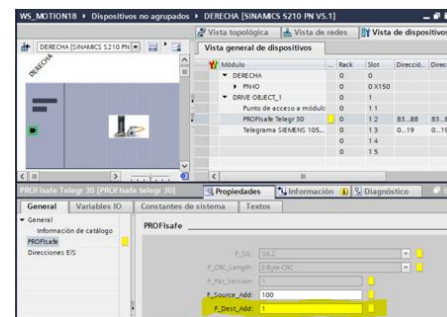 WS_MOTION18 ▸ Dispositivos no agrupados ▸ DERECHA [SINAMICS S210 PN V5.1]
Vista topológica Vista de redes Vista de dispositivos
DERECHA [SINAMICS S210 PN
Vista general de dispositivos
Módulo ... Rack Slot Direcció..
DERECHA 0 0
PN-IO 0 0 X150
DRIVE OBJECT_1 0 1
Punto de acceso a módulo 0 1 1
PROFIsafe Telegr 30 0 1 2 83...88
Telegrama SIEMENS 105... 0 1 3 0...19
0 1 4
0 1 5
DERECHA
PROFIsafe Telegr 30 [PROFIsafe telegr 30]
Propiedades Información Diagnóstico
General Variables IO Constantes de sistema Textos
General
Información de catálogo
PROFIsafe
Direcciones E/S
PROFIsafe
F_SIL: SIL2
F_CRC_Length: 3-Byte-CRC
F_Par_Version: 1
F_Source_Add: 100
F_Dest_Add: 1